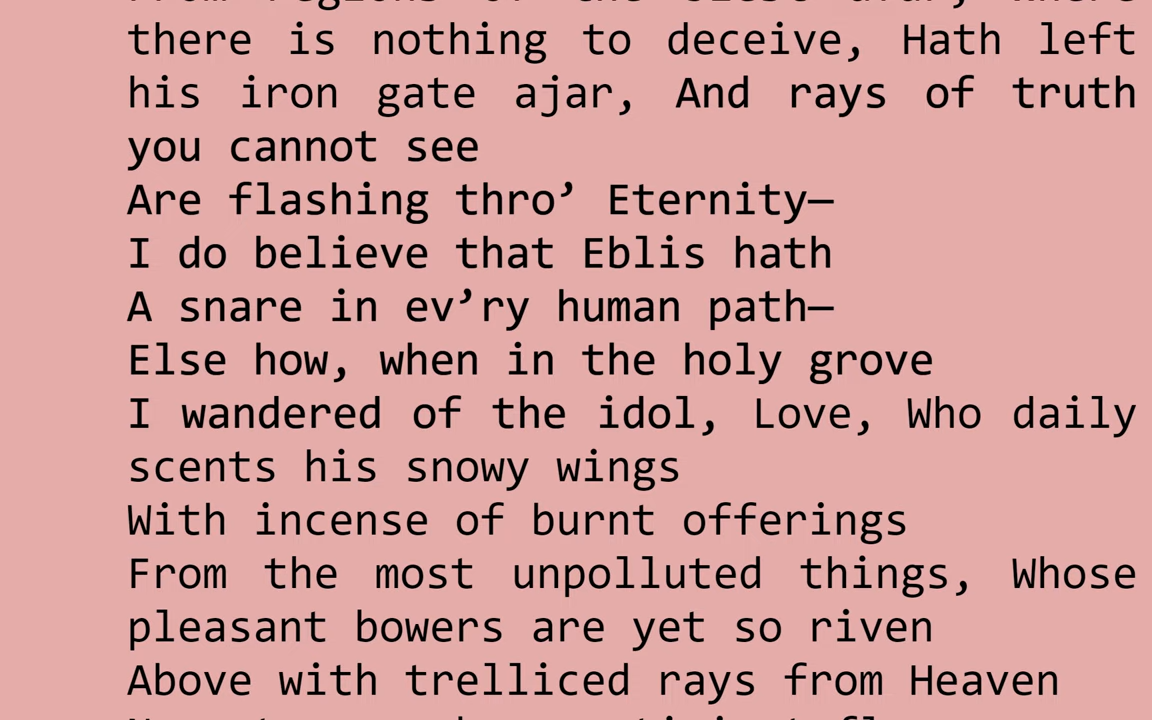 there is nothing to deceive, Hath left
his iron gate ajar, And rays of truth
you cannot see
Are flashing thro’ Eternity—
I do believe that Eblis hath
A snare in ev’ry human path—
Else how, when in the holy grove
I wandered of the idol, Love, Who daily
scents his snowy wings
With incense of burnt offerings
From the most unpolluted things, Whose
pleasant bowers are yet so riven
Above with trelliced rays from Heaven